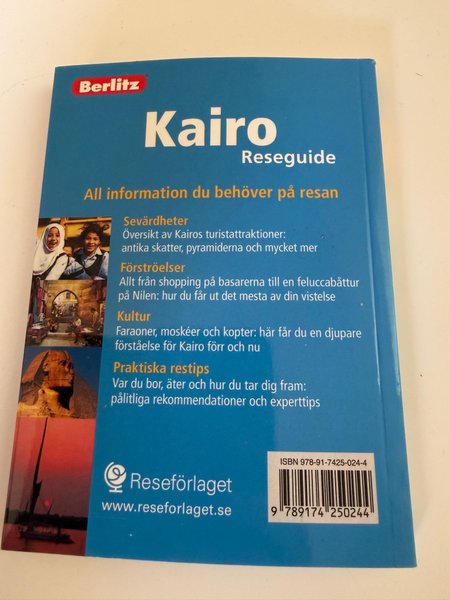 Berlitz
Kairo
Reseguide
All information du behöver på resan
Sevärdheter
Översikt av Kairos turistattraktioner:
antika skatter, pyramiderna och mycket mer
Förströelser
Allt från shopping på basarerna till en feluccabåttur
på Nilen: hur du får ut det mesta av din vistelse
Kultur
Faraoner, moskéer och kopter: här får du en djupare
förståelse för Kairo förr och nu
Praktiska restips
Var du bor, äter och hur du tar dig fram:
pålitliga rekommendationer och experttips
ISBN 978-91-7425-024-4
Reseförlaget
www.reseforlaget.se
9 789174 250244